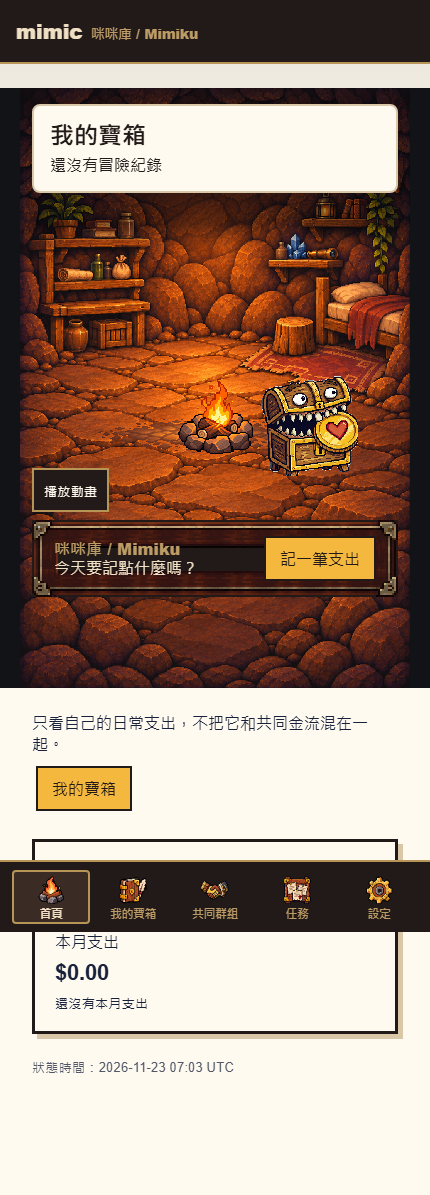 mimic 咪咪庫 / Mimiku
我的寶箱
還沒有冒險紀錄
播放動畫
咪咪庫 / Mimiku
今天要記點什麼嗎？
記一筆支出
只看自己的日常支出，不把它和共同金流混在一
起。
我的寶箱
首頁
我的寶箱
共同群組
任務
設定
本月支出
$0.00
還沒有本月支出
狀態時間：2026-11-23 07:03 UTC